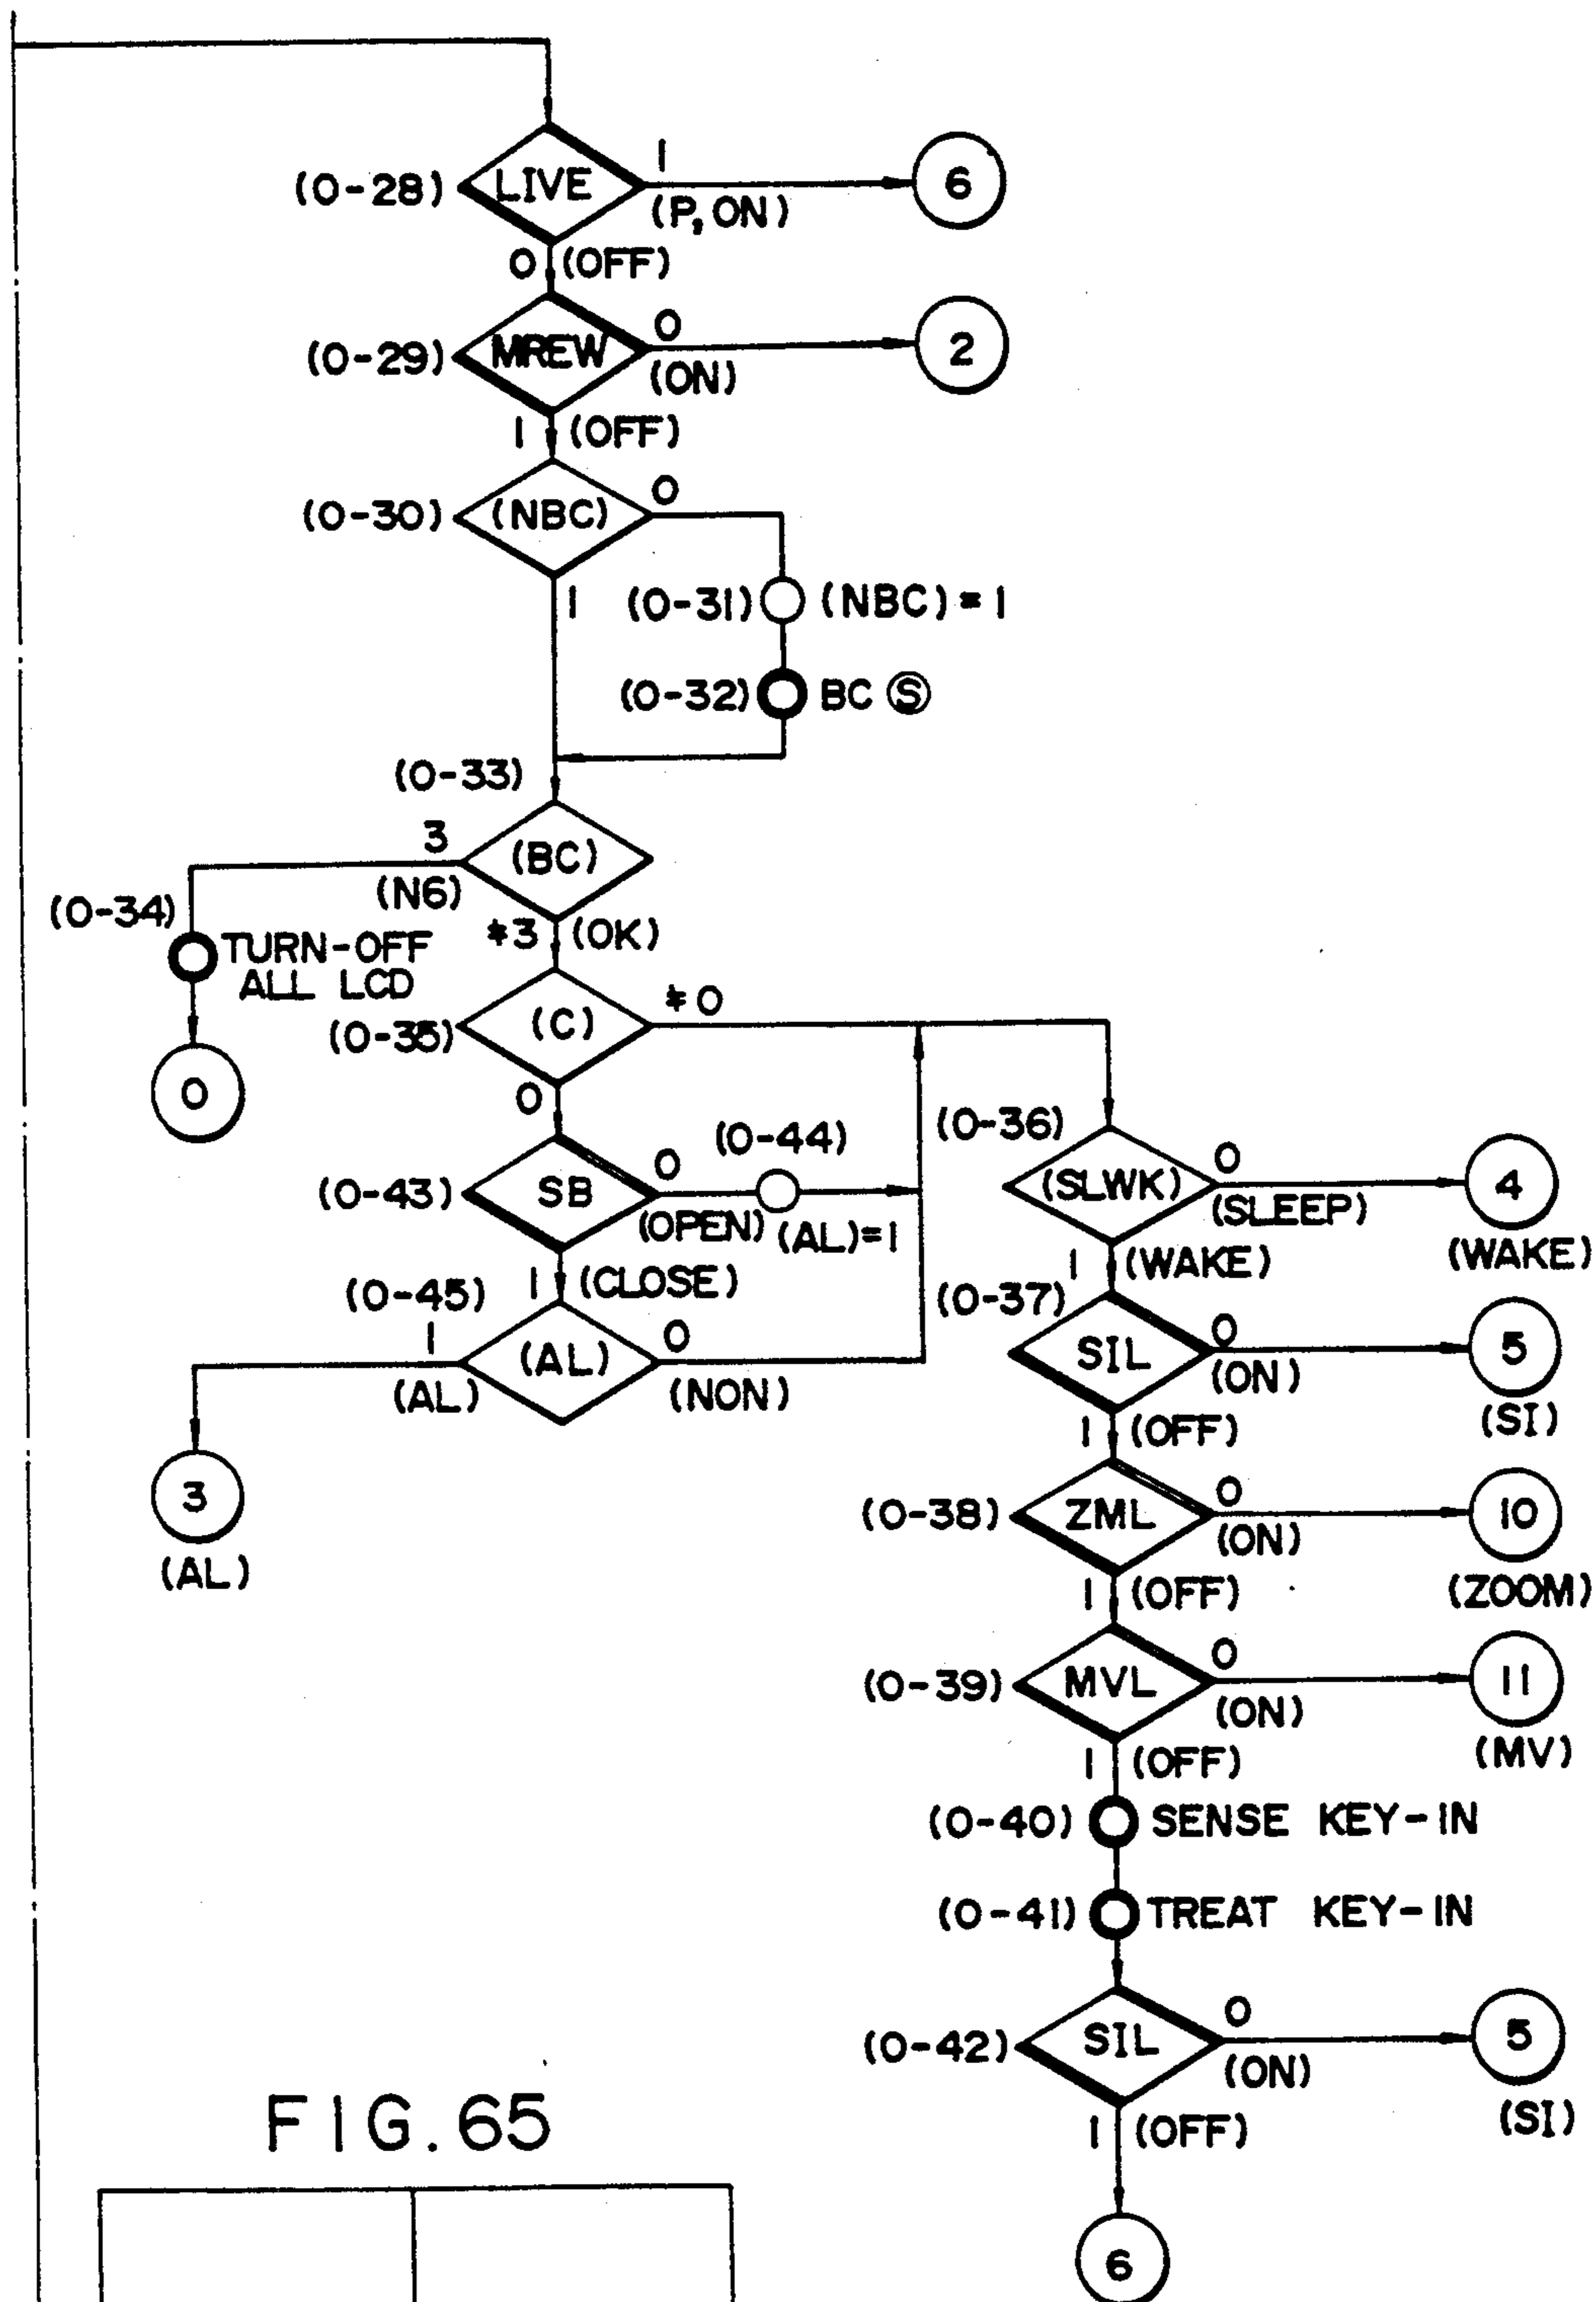 (0-28) LIVE 1 (P, ON) 6
0 (OFF)
(0-29) MREW 0 (ON) 2
1 (OFF)
(0-30) (NBC) 0
1
(0-31) (NBC)=1
(0-32) BC Ⓢ
(0-33)
3 (BC)
(N6)
*3 (OK)
(0-34) TURN-OFF
ALL LCD
0
(0-35) (C) *0
0
(0-43) SB 0 (OPEN)
(0-44)
(AL)=1
1 (CLOSE)
(0-45)
1 (AL) 0
(AL) (NON)
3
(AL)
(0-36)
(SLWK) 0 (SLEEP) 4
(WAKE)
1 (WAKE)
(0-37)
SIL 0 (ON) 5
(SI)
1 (OFF)
(0-38) ZML 0 (ON) 10
(ZOOM)
1 (OFF)
(0-39) MVL 0 (ON) 11
(MV)
1 (OFF)
(0-40) SENSE KEY-IN
(0-41) TREAT KEY-IN
(0-42) SIL 0 (ON) 5
(SI)
1 (OFF)
6
FIG. 65